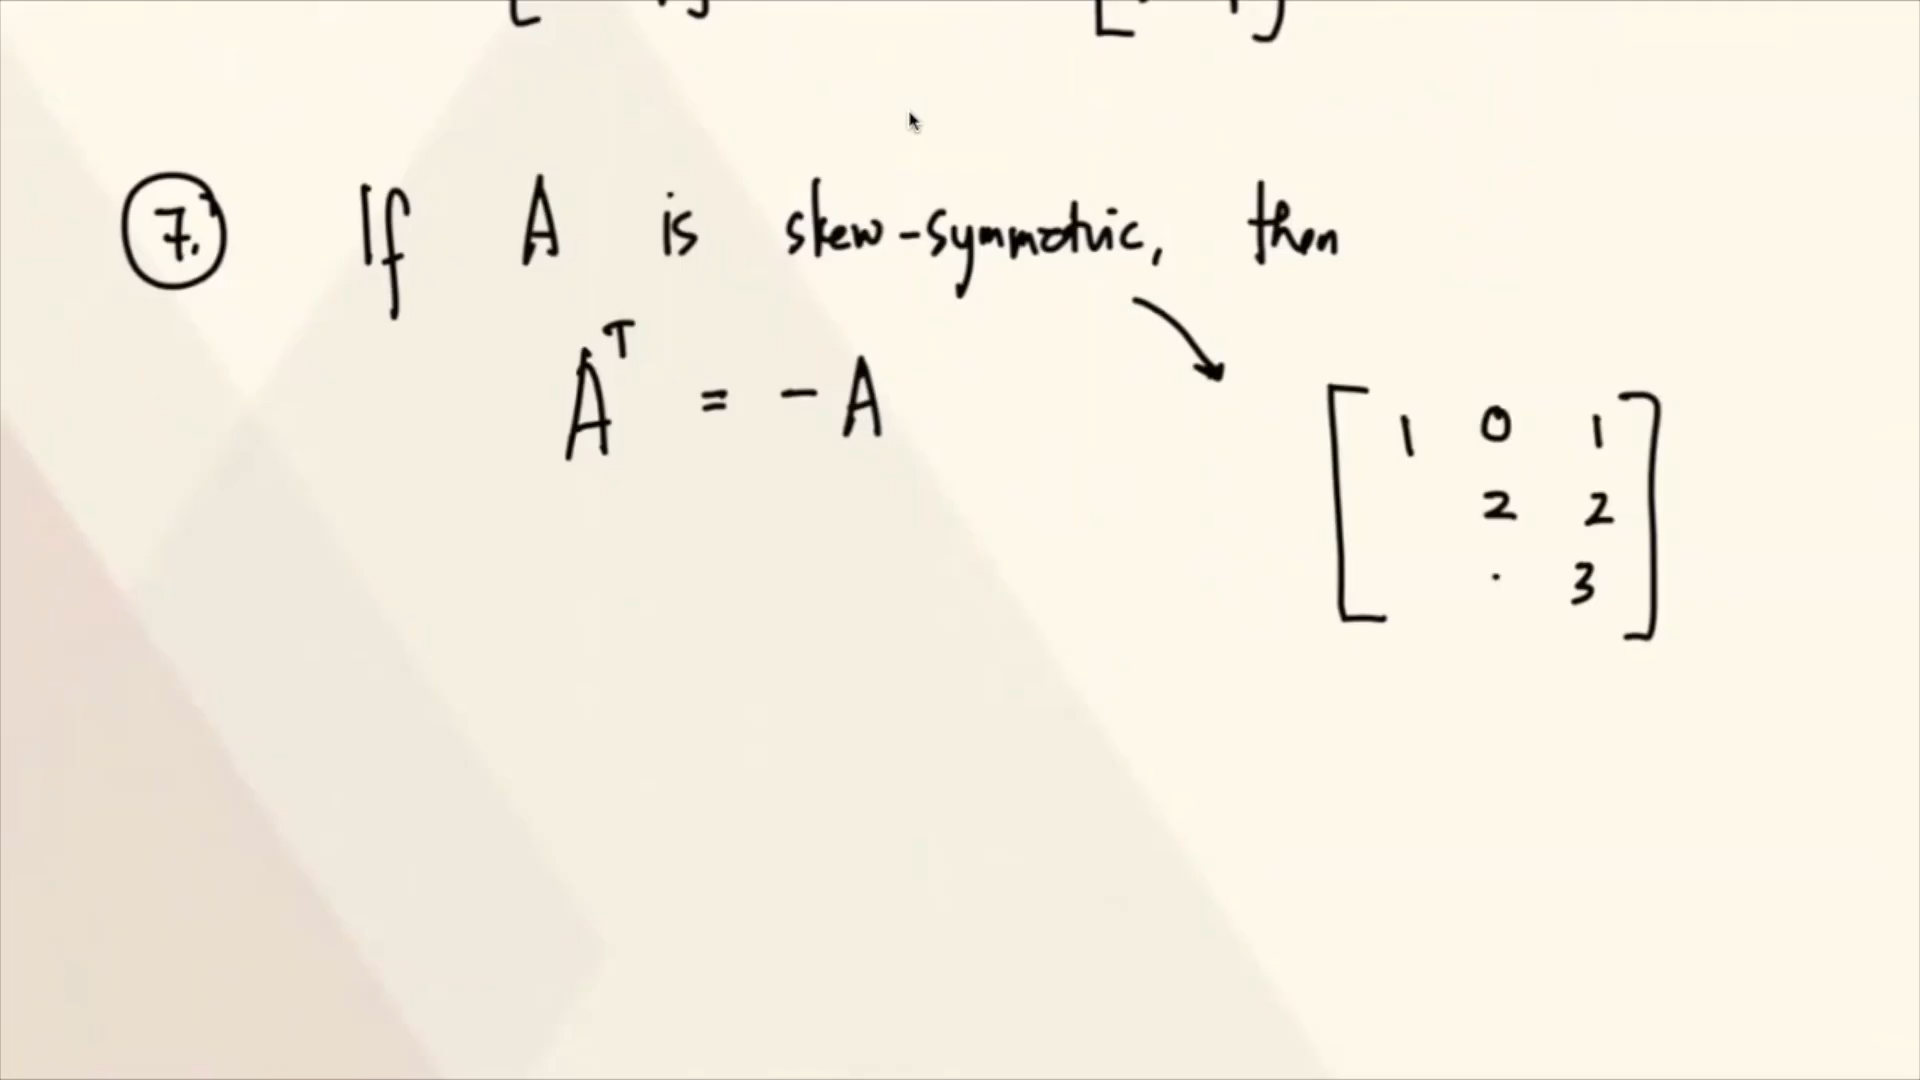 7. If A is skew-symmetric, then
A^T = -A
1 0 1
2 2
. 3